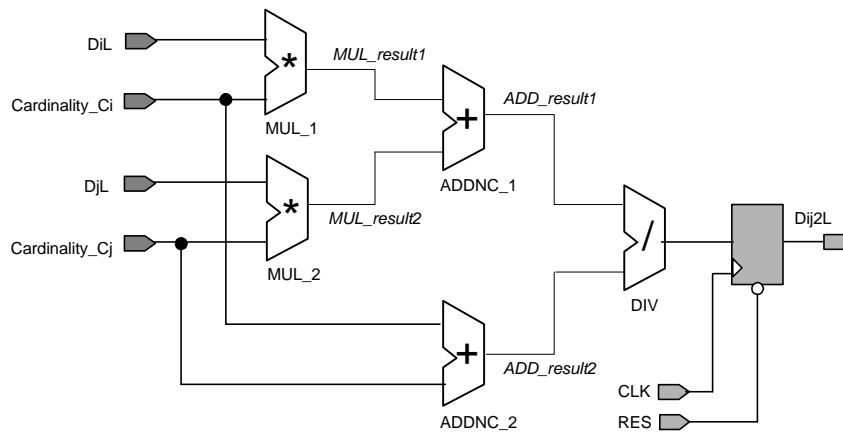 DiL
MUL_result1
*
ADD_result1
Cardinality_Ci
+
MUL_1
ADDNC_1
DjL
MUL_result2
*
Dij2L
/
Cardinality_Cj
MUL_2
DIV
+
ADD_result2
CLK
ADDNC_2
RES